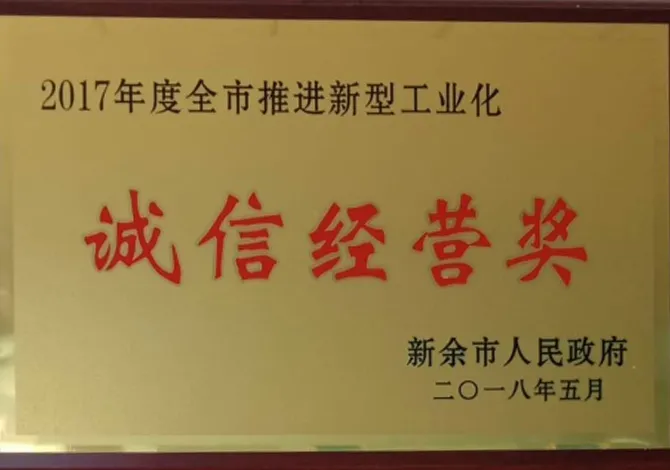 2017年度全市推进新型工业化
诚信经营奖
新余市人民政府
二〇一八年五月